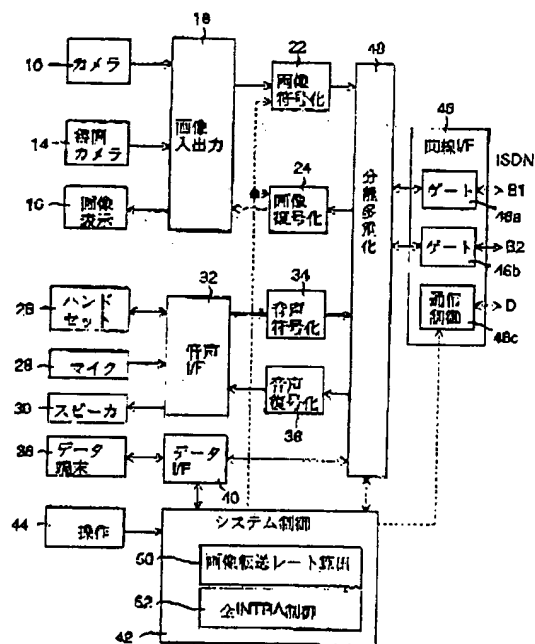 18
22
48
10
カメラ
画像
符号化
46
14
書画
カメラ
画像
入出力
回線I/F
ISDN
24
分離多重化
ゲート
B1
46a
16
画像
表示
画像
復号化
ゲート
B2
46b
32
34
28
ハンド
セット
音声
符号化
通信
制御
D
46c
音声
I/F
29
マイク
音声
復号化
30
スピーカ
36
38
データ
端末
データ
I/F
40
44
操作
システム制御
50
画像転送レート算出
52
全INTRA制御
42